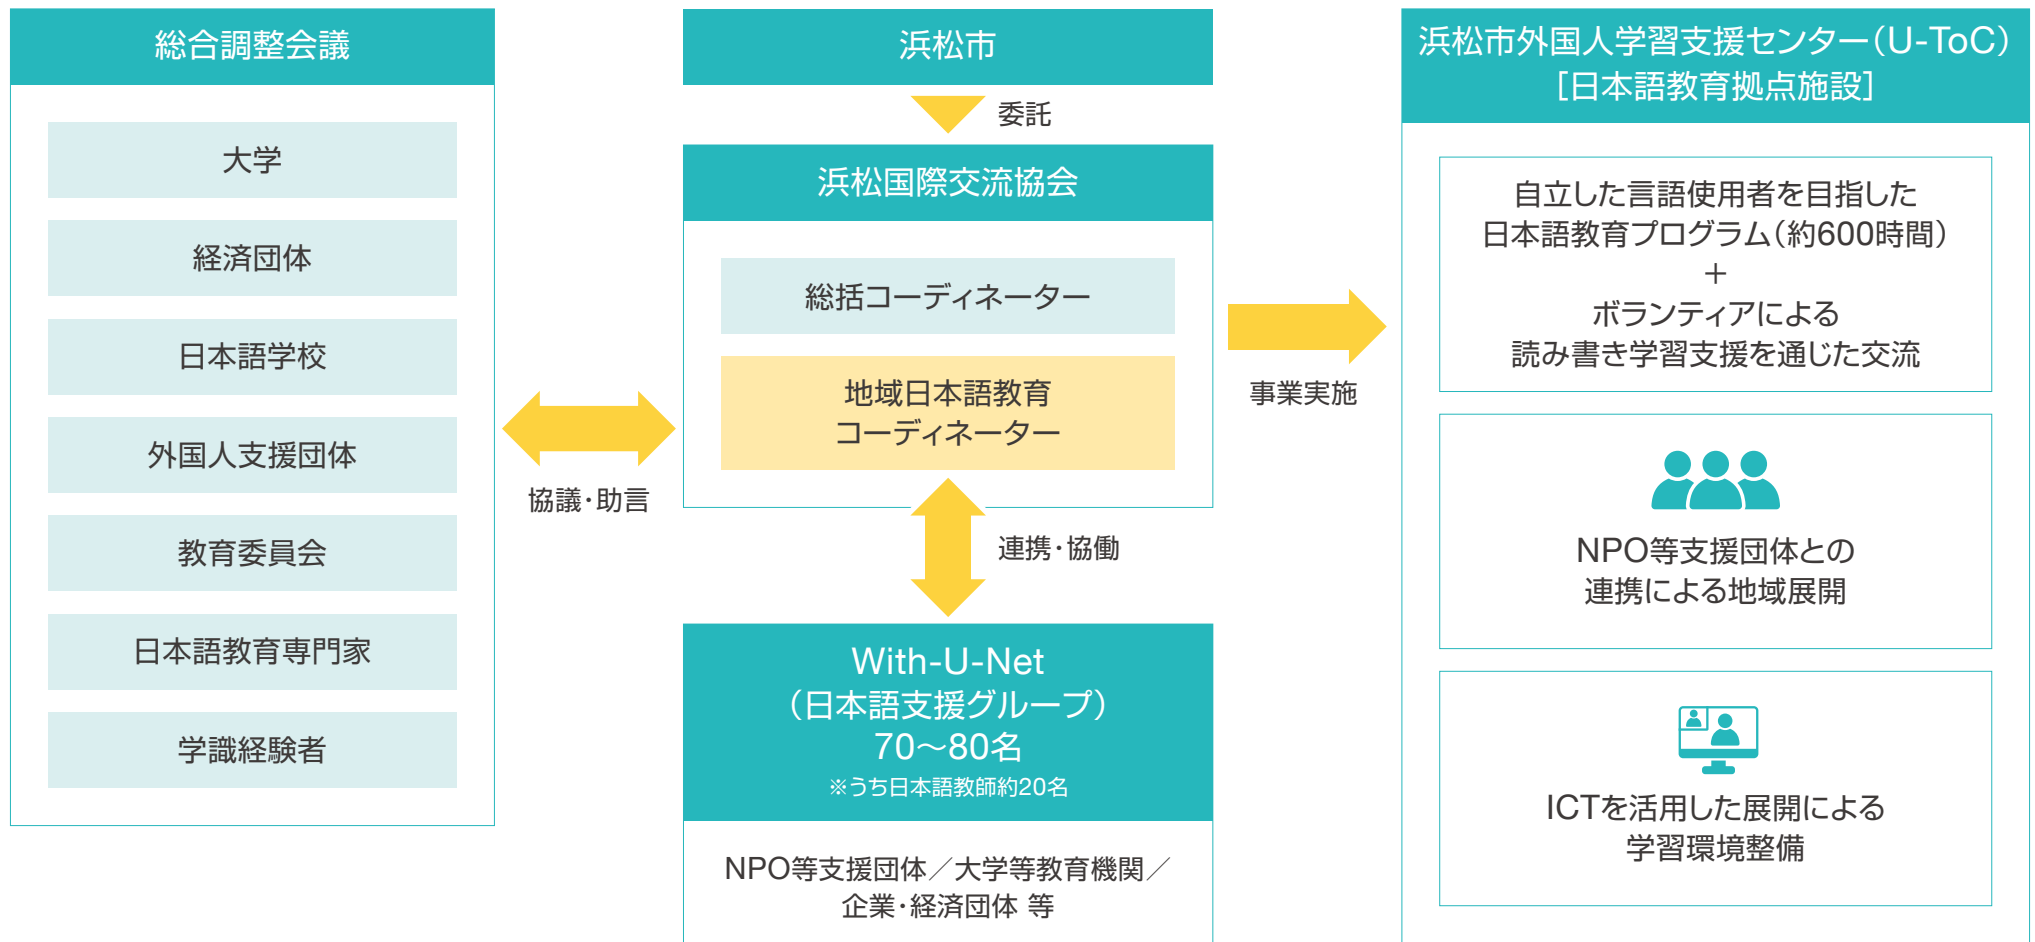 総合調整会議
大学
経済団体
日本語学校
外国人支援団体
教育委員会
日本語教育専門家
学識経験者
協議・助言
浜松市
委託
浜松国際交流協会
総括コーディネーター
地域日本語教育
コーディネーター
連携・協働
With-U-Net
（日本語支援グループ）
70〜80名
※うち日本語教師約20名
NPO等支援団体／大学等教育機関／
企業・経済団体 等
事業実施
浜松市外国人学習支援センター（U-ToC）
［日本語教育拠点施設］
自立した言語使用者を目指した
日本語教育プログラム（約600時間）
＋
ボランティアによる
読み書き学習支援を通じた交流
NPO等支援団体との
連携による地域展開
ICTを活用した展開による
学習環境整備